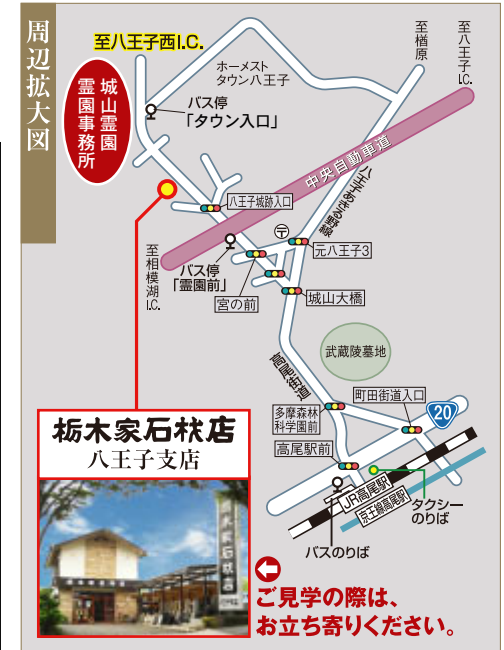 周辺拡大図
至八王子西I.C.
ホーメスト
タウン八王子
至楢原
至八王子I.C.
城山霊園
霊園事務所
バス停
「タウン入口」
中央自動車道
八王子あきる野線
八王子城跡入口
〒
元八王子3
至相模湖I.C.
バス停
「霊園前」
宮の前
城山大橋
武蔵陵墓地
高尾街道
町田街道入口
20
多摩森林
科学園前
高尾駅前
JR高尾駅
京王線高尾駅
タクシー
のりば
バスのりば
栃木家石材店
八王子支店
栃木家石材店
ご見学の際は、
お立ち寄りください。